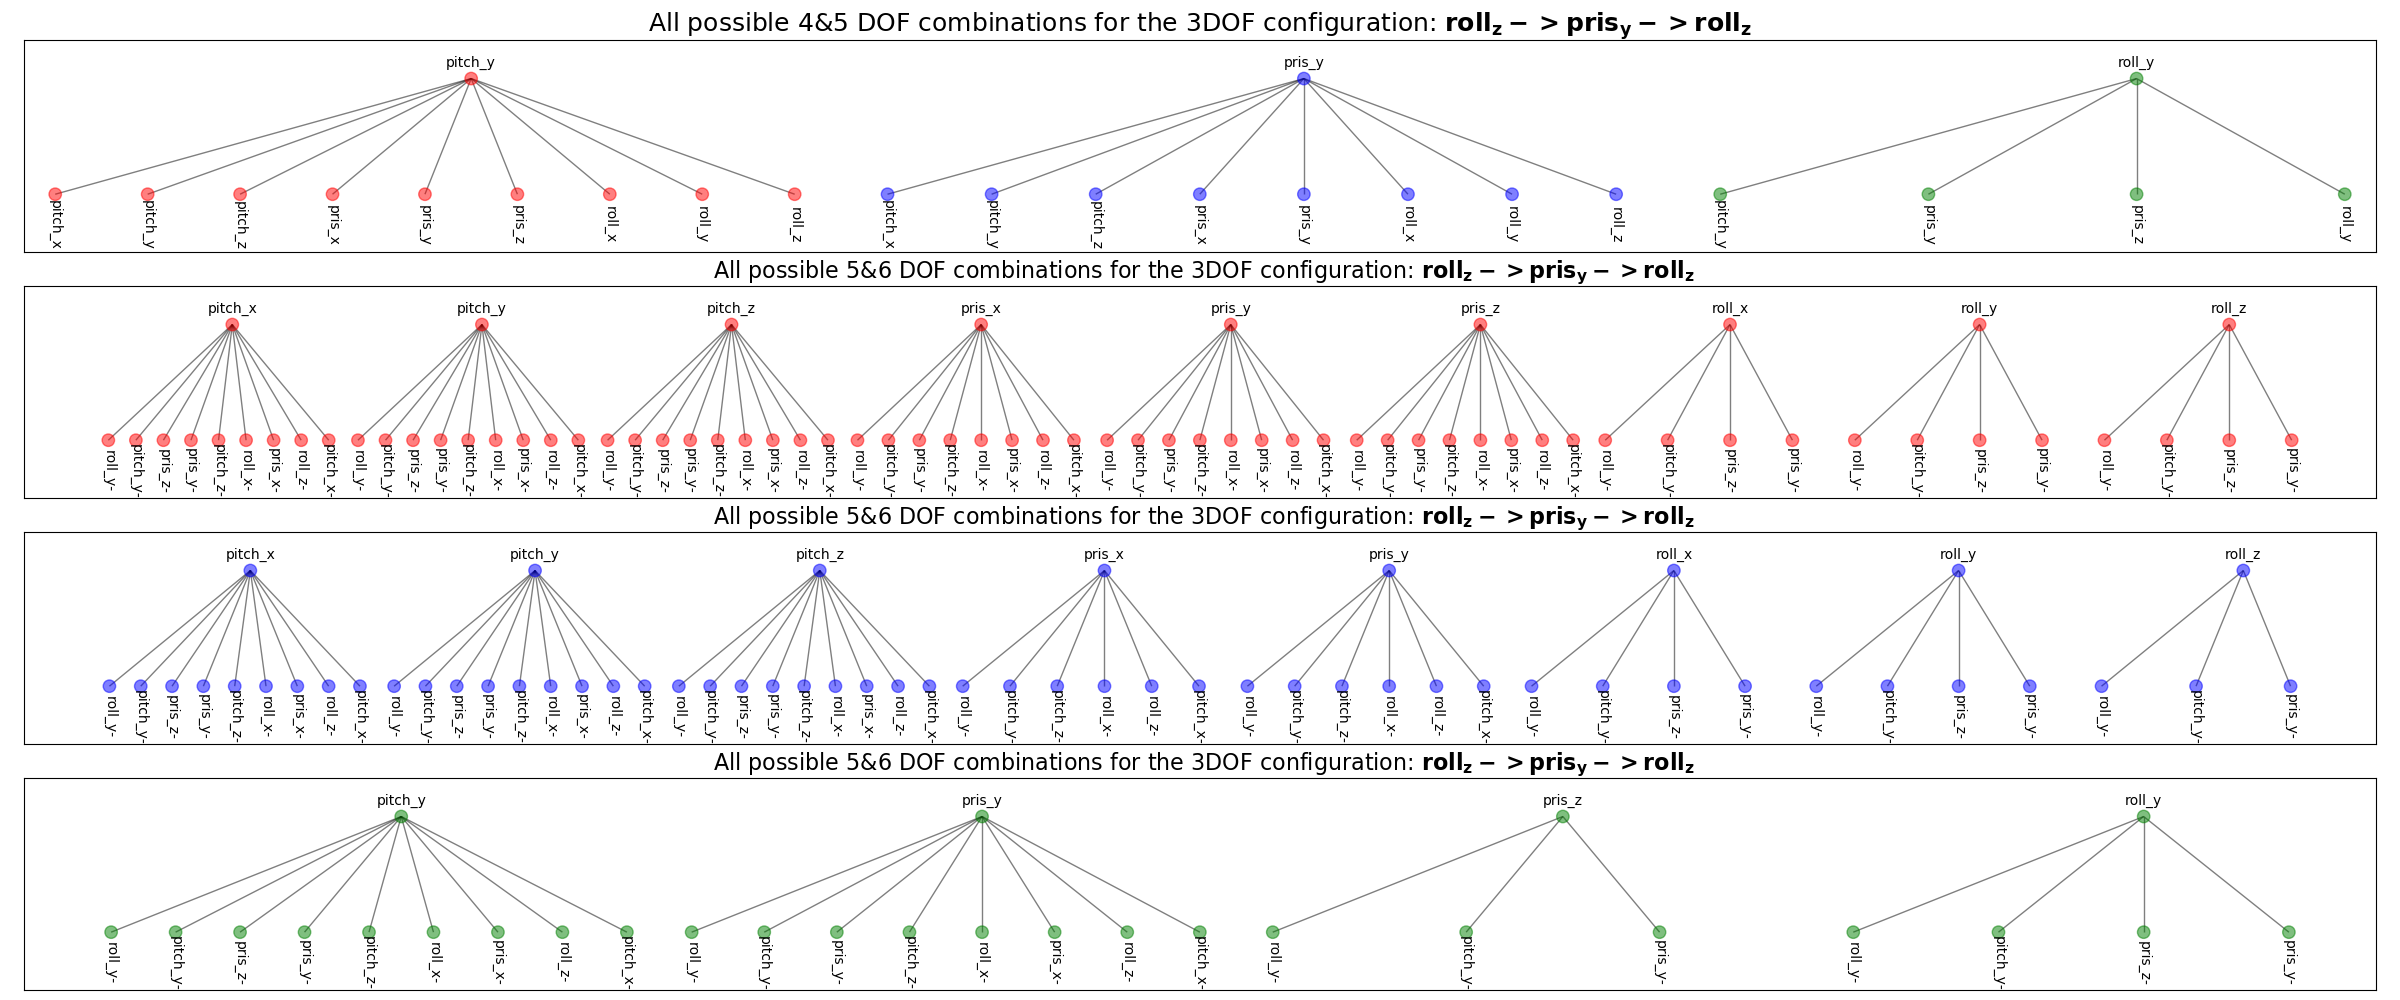 All possible 4&5 DOF combinations for the 3DOF configuration: roll_z -> pris_y -> roll_z
pitch_y pris_y roll_y
pitch_x pitch_y pitch_z pris_x pris_y pris_z roll_x roll_y roll_z pitch_x pitch_y pitch_z pris_x pris_y roll_x roll_y roll_z pitch_y pris_y pris_z roll_y
All possible 5&6 DOF combinations for the 3DOF configuration: roll_z -> pris_y -> roll_z
pitch_x pitch_y pitch_z pris_x pris_y pris_z roll_x roll_y roll_z
roll_y- pitch_y- pris_z- pris_y- pitch_z- roll_x- pris_x- roll_z- pitch_x- roll_y- pitch_y- pris_z- pris_y- pitch_z- roll_x- pris_x- roll_z- pitch_x- roll_y- pitch_y- pris_z- pris_y- pitch_z- roll_x- pris_x- roll_z- pitch_x- roll_y- pitch_y- pris_y- pitch_z- roll_x- pris_x- roll_z- pitch_x- roll_y- pitch_y- pris_y- pitch_z- roll_x- pris_x- roll_z- pitch_x- roll_y- pitch_y- pris_y- pitch_z- roll_x- pris_x- roll_z- pitch_x- roll_y- pitch_y- pris_z- pris_y- roll_y- pitch_y- pris_z- pris_y- roll_y- pitch_y- pris_z- pris_y-
All possible 5&6 DOF combinations for the 3DOF configuration: roll_z -> pris_y -> roll_z
pitch_x pitch_y pitch_z pris_x pris_y roll_x roll_y roll_z
roll_y- pitch_y- pris_z- pris_y- pitch_z- roll_x- pris_x- roll_z- pitch_x- roll_y- pitch_y- pris_z- pris_y- pitch_z- roll_x- pris_x- roll_z- pitch_x- roll_y- pitch_y- pris_z- pris_y- pitch_z- roll_x- pris_x- roll_z- pitch_x- roll_y- pitch_y- pitch_z- roll_x- roll_z- pitch_x- roll_y- pitch_y- pitch_z- roll_x- roll_z- pitch_x- roll_y- pitch_y- pris_z- pris_y- roll_y- pitch_y- pris_z- pris_y- roll_y- pitch_y- pris_y-
All possible 5&6 DOF combinations for the 3DOF configuration: roll_z -> pris_y -> roll_z
pitch_y pris_y pris_z roll_y
roll_y- pitch_y- pris_z- pris_y- pitch_z- roll_x- pris_x- roll_z- pitch_x- roll_y- pitch_y- pris_y- pitch_z- roll_x- pris_x- roll_z- pitch_x- roll_y- pitch_y- pris_y- roll_y- pitch_y- pris_z- pris_y-